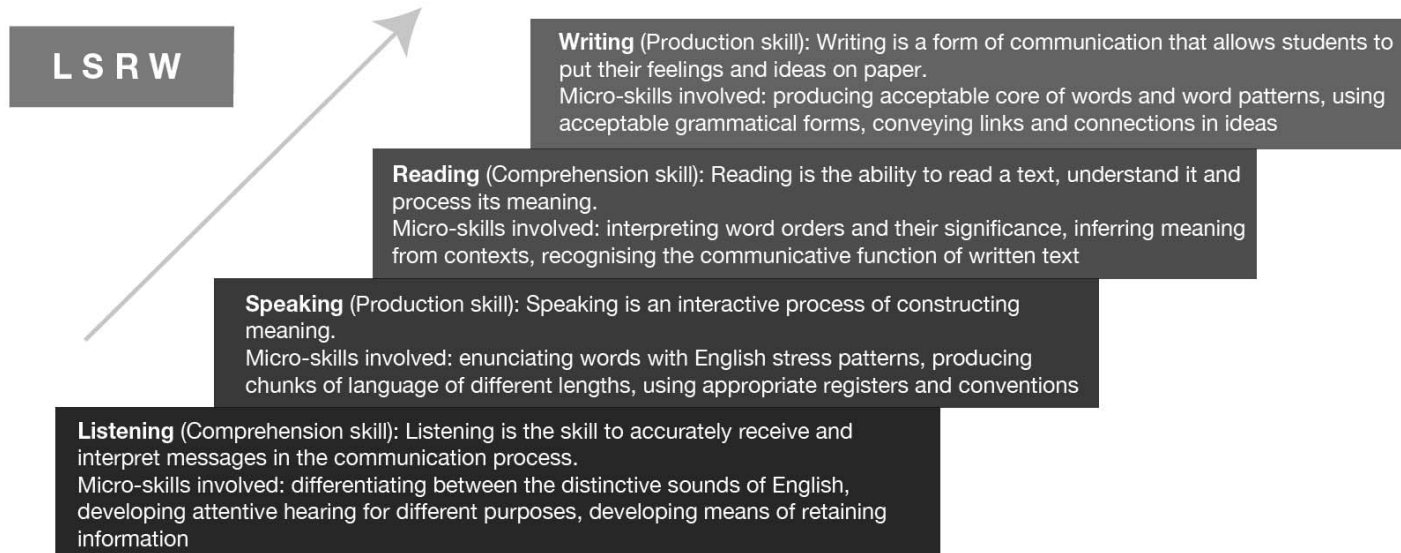 L S R W
Writing (Production skill): Writing is a form of communication that allows students to
put their feelings and ideas on paper.
Micro-skills involved: producing acceptable core of words and word patterns, using
acceptable grammatical forms, conveying links and connections in ideas
Reading (Comprehension skill): Reading is the ability to read a text, understand it and
process its meaning.
Micro-skills involved: interpreting word orders and their significance, inferring meaning
from contexts, recognising the communicative function of written text
Speaking (Production skill): Speaking is an interactive process of constructing
meaning.
Micro-skills involved: enunciating words with English stress patterns, producing
chunks of language of different lengths, using appropriate registers and conventions
Listening (Comprehension skill): Listening is the skill to accurately receive and
interpret messages in the communication process.
Micro-skills involved: differentiating between the distinctive sounds of English,
developing attentive hearing for different purposes, developing means of retaining
information